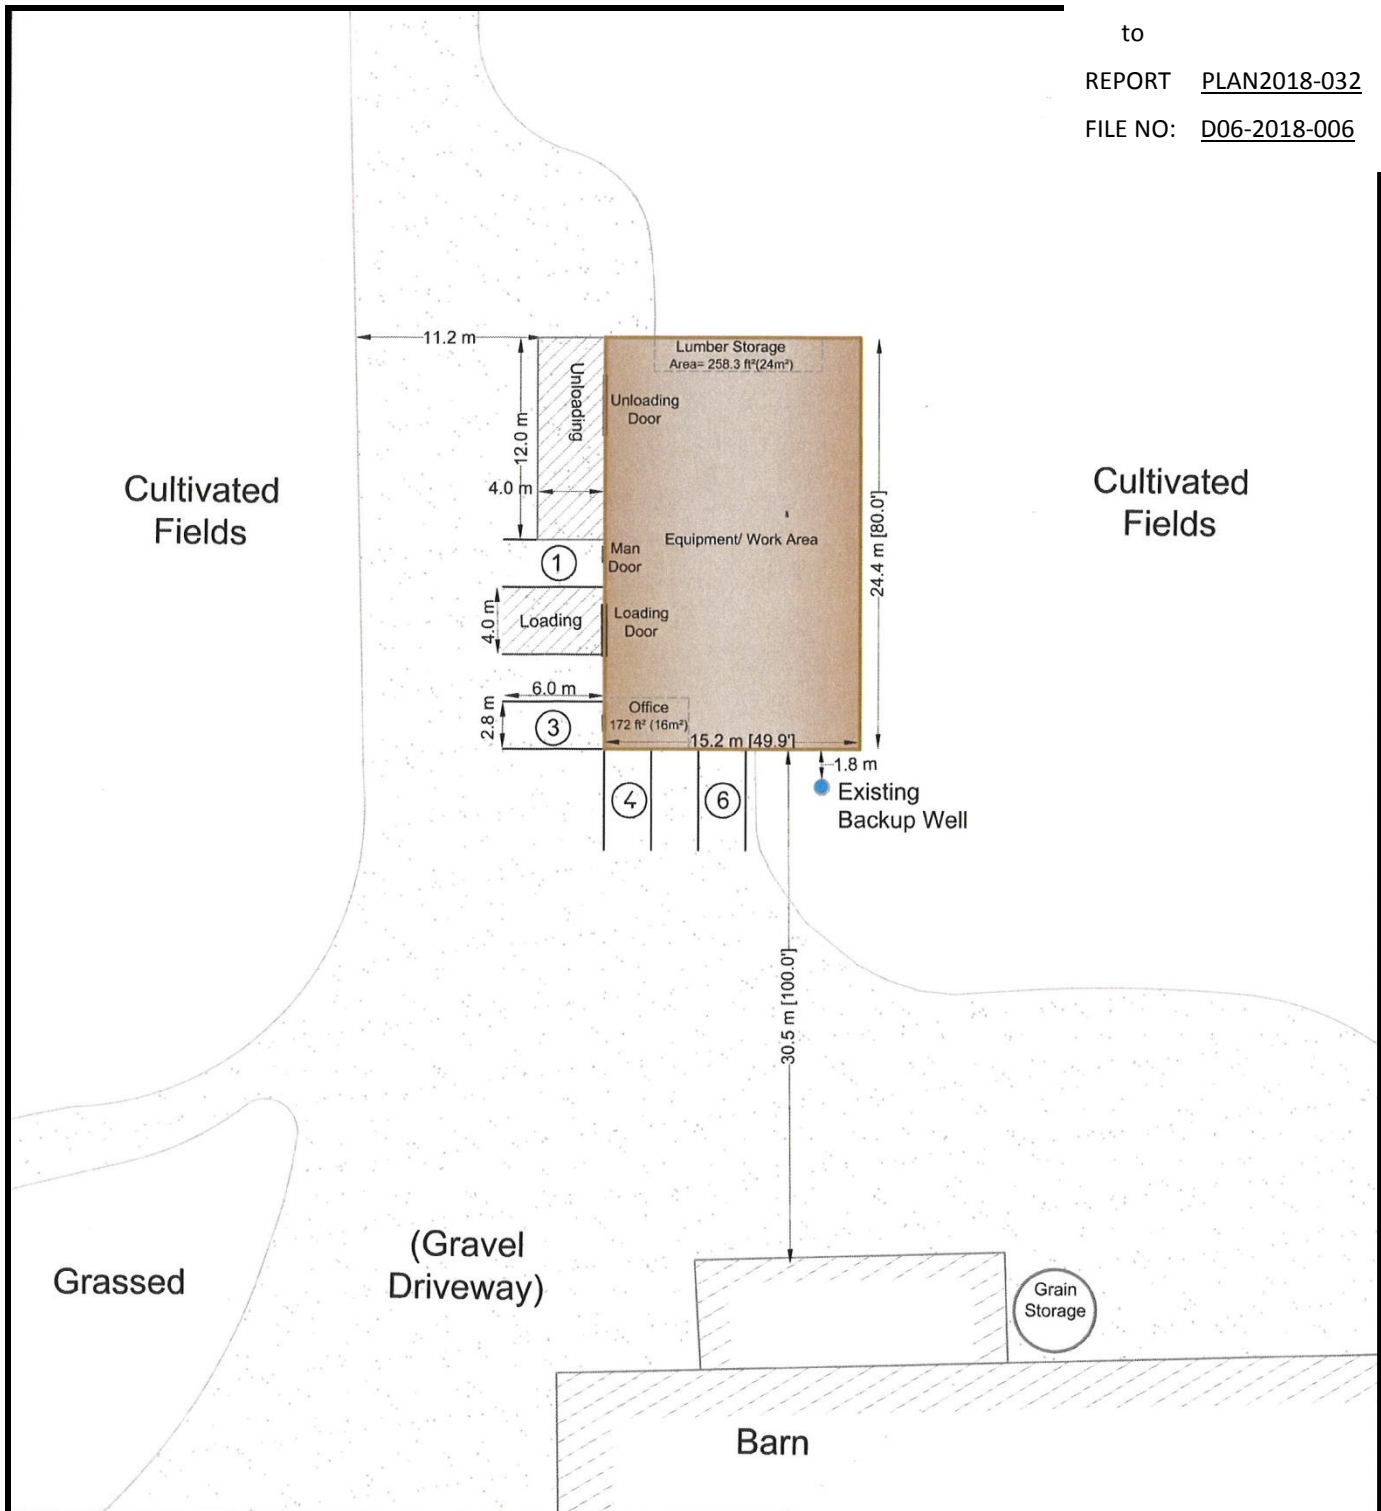 to
REPORT PLAN2018-032
FILE NO: D06-2018-006
11.2 m
Lumber Storage
Area= 258.3 ft²(24m²)
Unloading
Unloading
Door
12.0 m
4.0 m
Cultivated
Fields
Cultivated
Fields
24.4 m [80.0']
Equipment/ Work Area
1
Man
Door
4.0 m
Loading
Loading
Door
6.0 m
2.8 m
3
Office
172 ft² (16m²)
15.2 m [49.9']
1.8 m
4
6
Existing
Backup Well
30.5 m [100.0']
(Gravel
Driveway)
Grassed
Grain
Storage
Barn